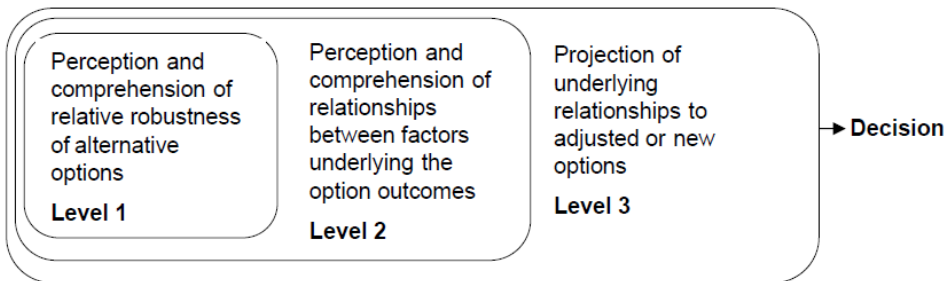 Perception and
comprehension of
relative robustness
of alternative
options
Level 1
Perception and
comprehension of
relationships
between factors
underlying the
option outcomes
Level 2
Projection of
underlying
relationships to
adjusted or new
options
Level 3
Decision